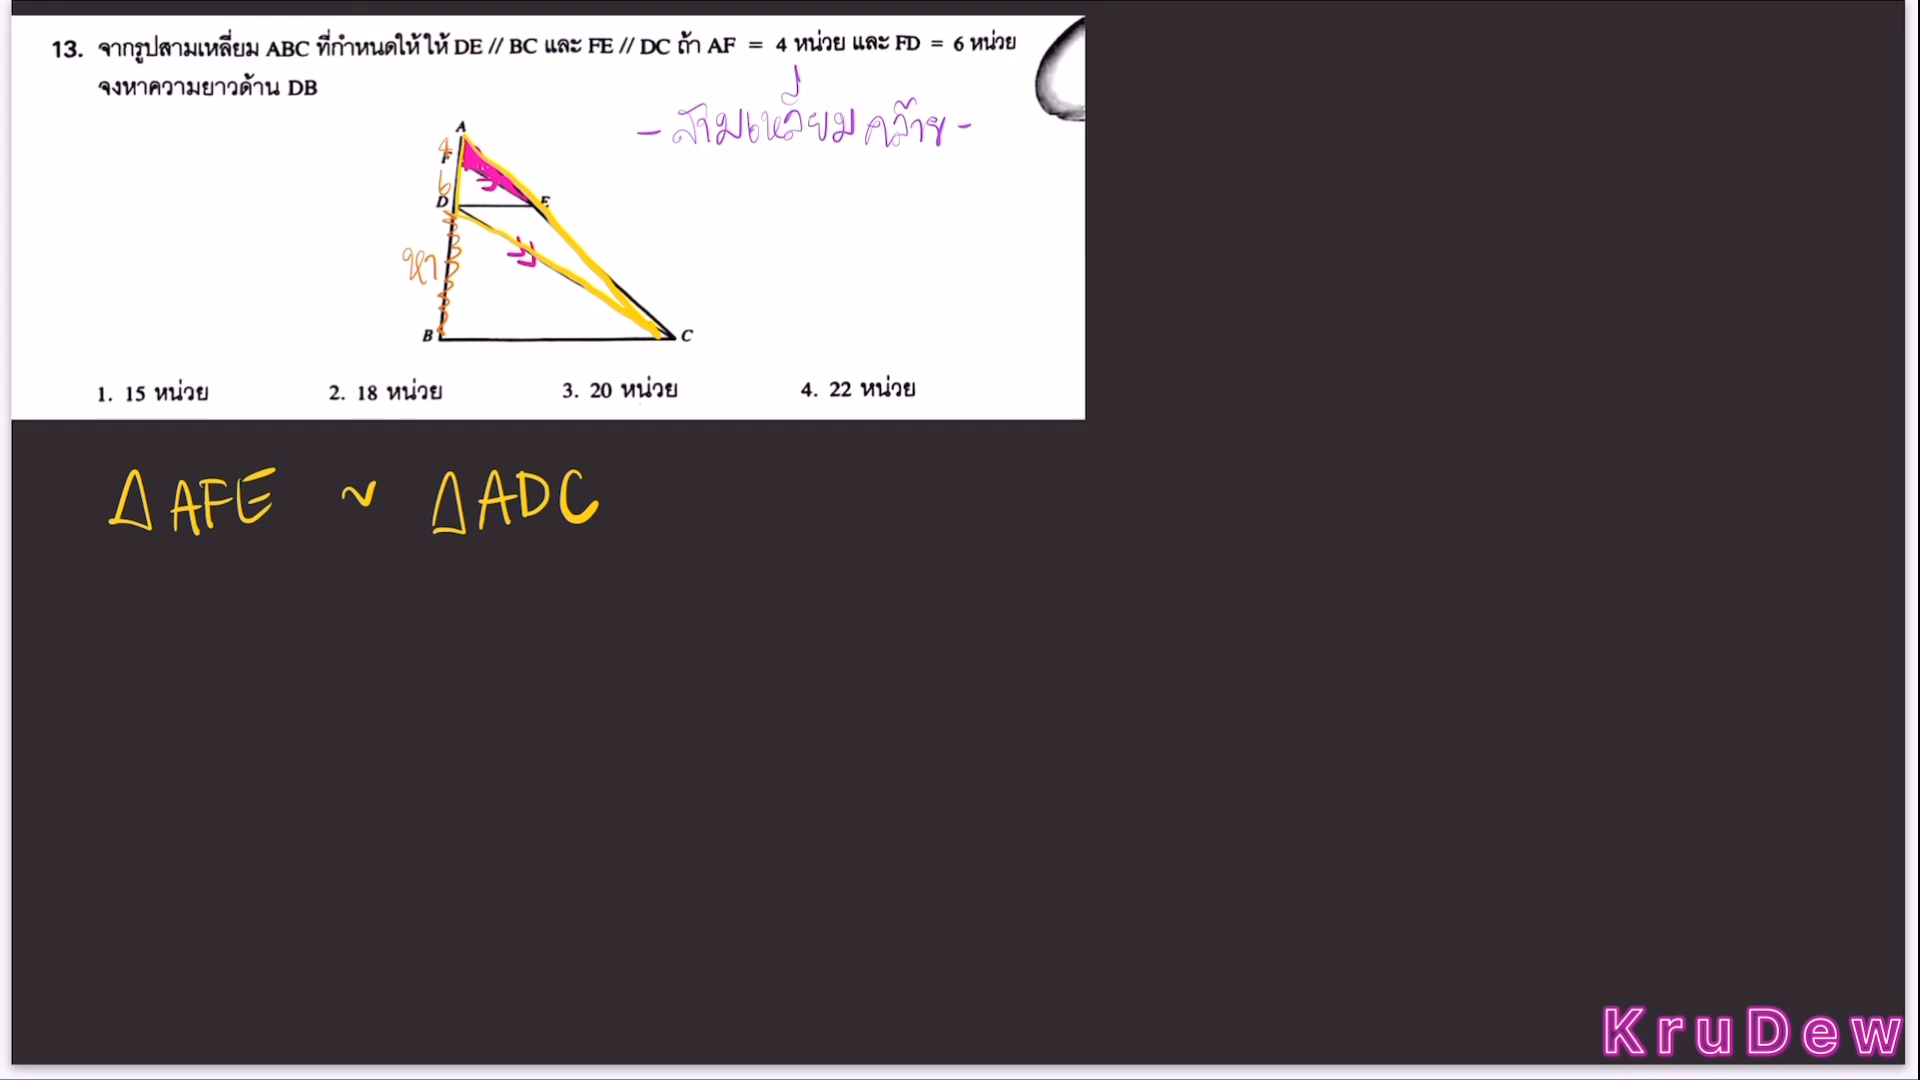 13. จากรูปสามเหลี่ยม ABC ที่กำหนดให้ ให้ DE // BC และ FE // DC ถ้า AF = 4 หน่วย และ FD = 6 หน่วย
จงหาความยาวด้าน DB
- สามเหลี่ยมคล้าย -
A
4
F
6
D
E
หา
B
C
1. 15 หน่วย 2. 18 หน่วย 3. 20 หน่วย 4. 22 หน่วย
Δ AFE ~ Δ ADC
KruDew